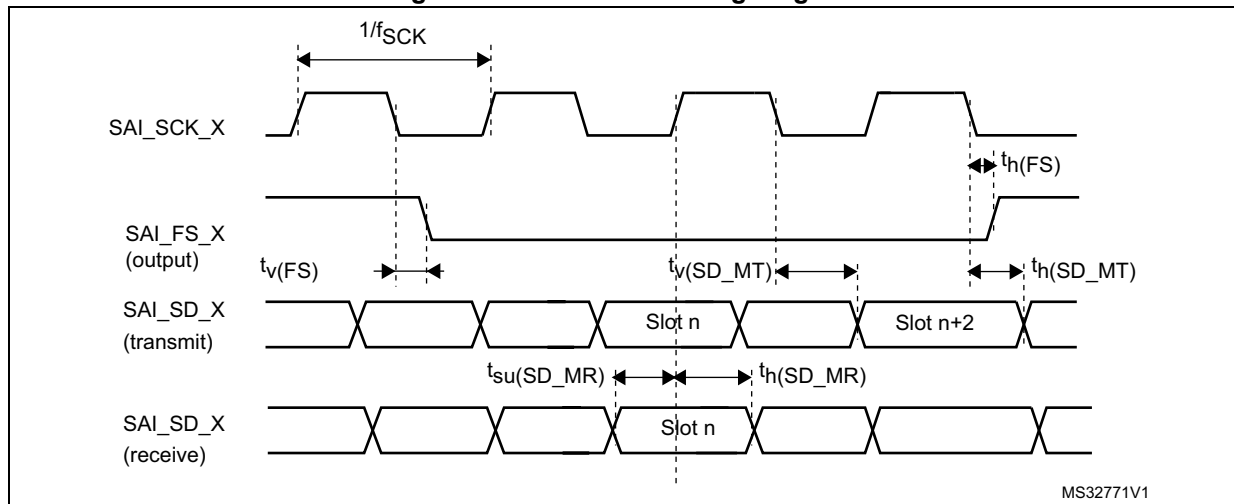 1/fSCK
SAI_SCK_X
th(FS)
SAI_FS_X
(output)
tv(FS)
tv(SD_MT)
th(SD_MT)
SAI_SD_X
(transmit)
Slot n
Slot n+2
tsu(SD_MR)
th(SD_MR)
SAI_SD_X
(receive)
Slot n
MS32771V1